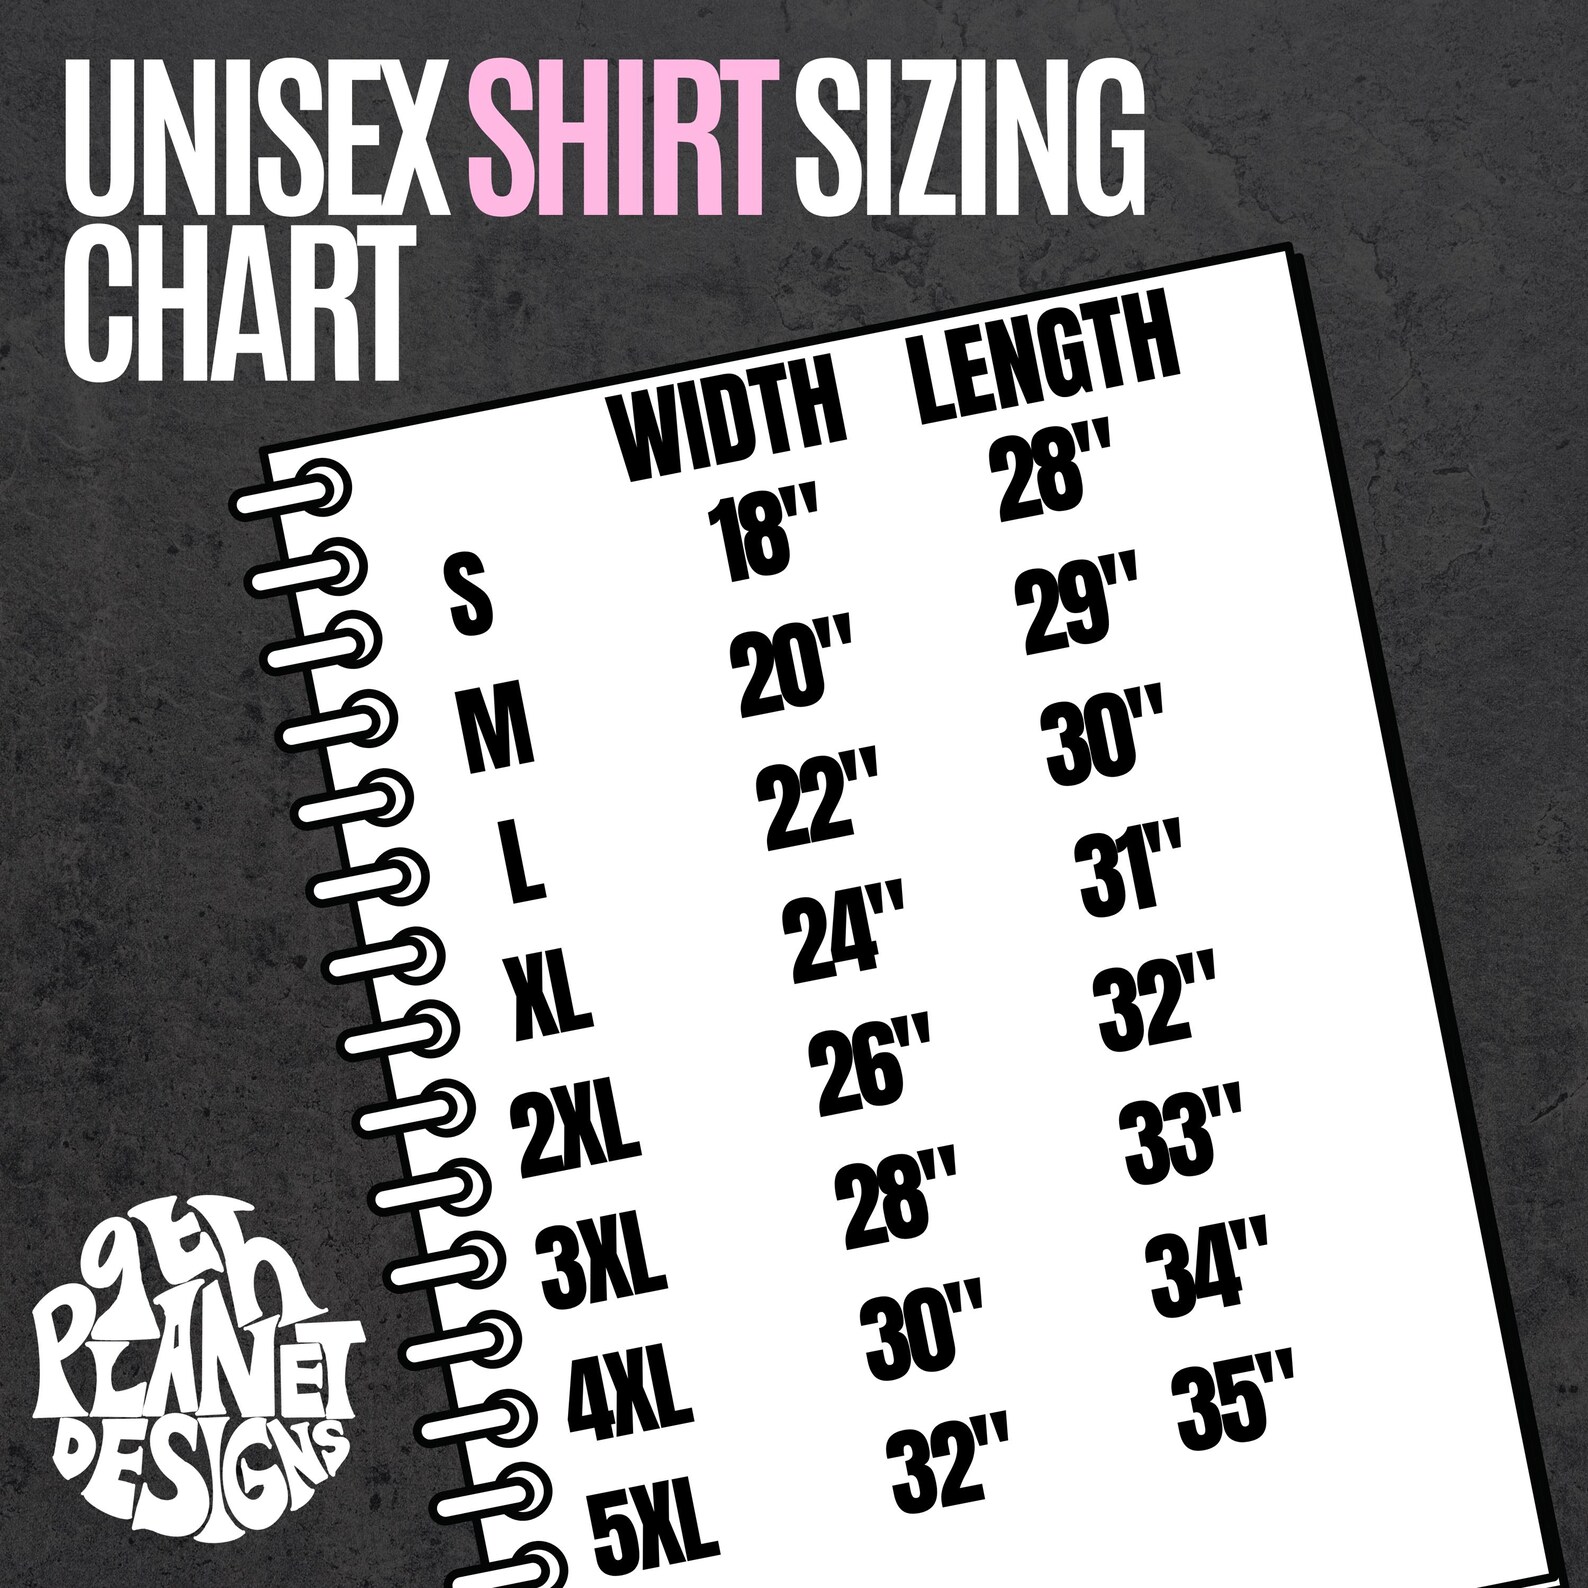 UNISEX SHIRT SIZING
CHART
WIDTH LENGTH
S 18" 28"
M 20" 29"
L 22" 30"
XL 24" 31"
2XL 26" 32"
3XL 28" 33"
4XL 30" 34"
5XL 32" 35"
gEh
PLANET
DESIGNS